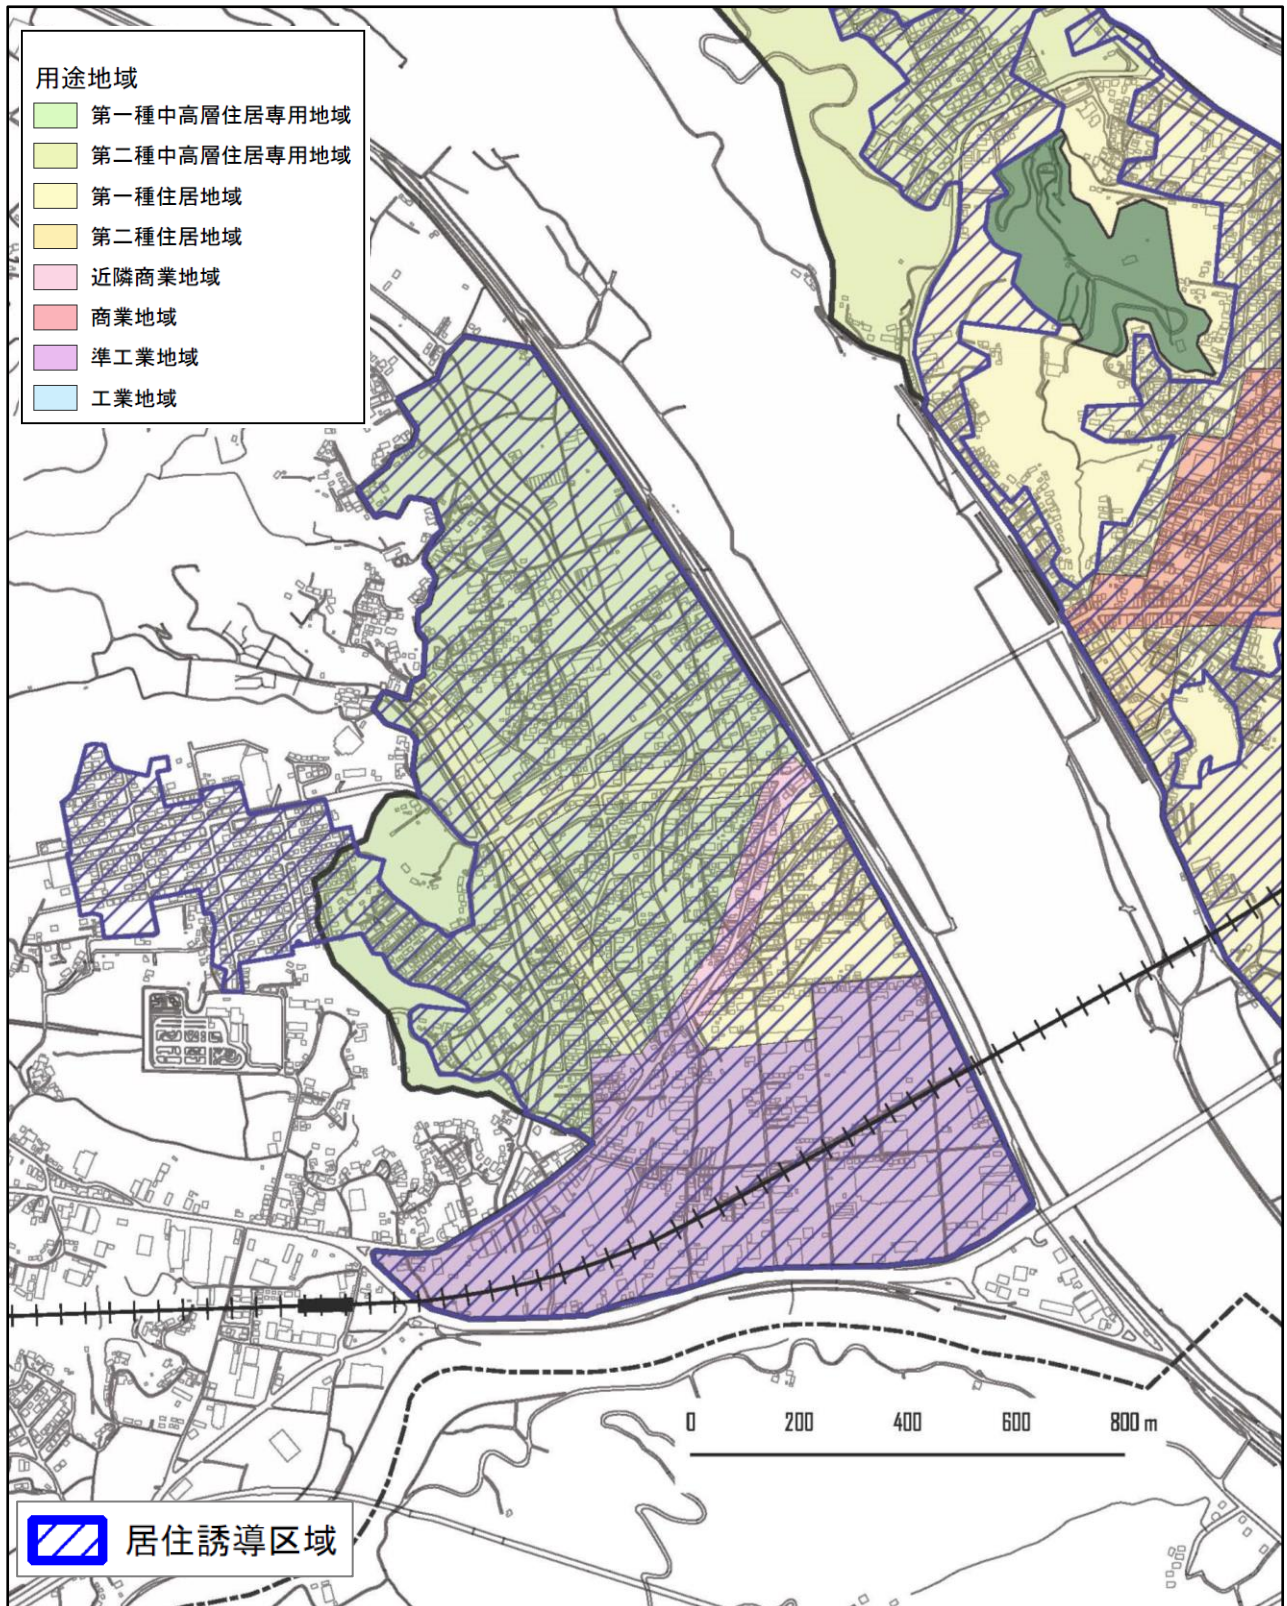 用途地域
第一種中高層住居専用地域
第二種中高層住居専用地域
第一種住居地域
第二種住居地域
近隣商業地域
商業地域
準工業地域
工業地域
0 200 400 600 800 m
居住誘導区域